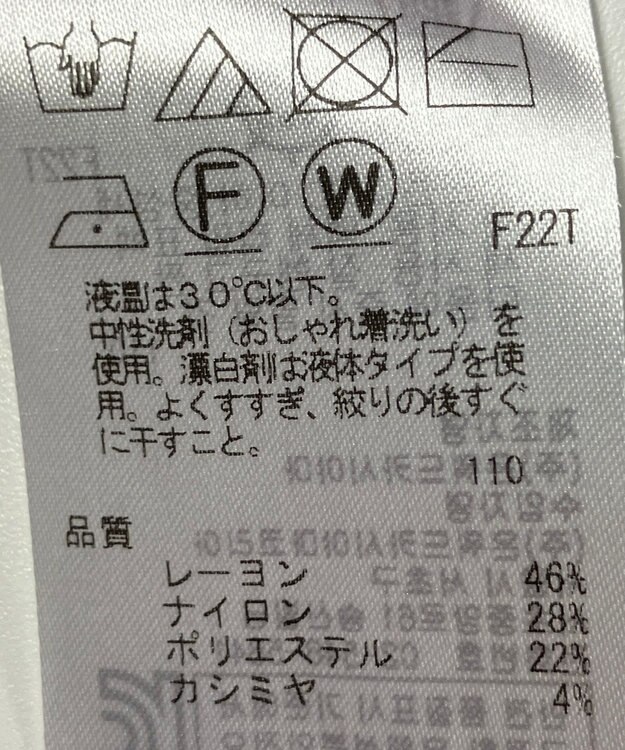 F
W
F22T
液温は30℃以下。
中性洗剤（おしゃれ着洗い）を
使用。漂白剤は液体タイプを使
用。よくすすぎ、絞りの後すぐ
に干すこと。
110
品質
レーヨン 46%
ナイロン 28%
ポリエステル 22%
カシミヤ 4%